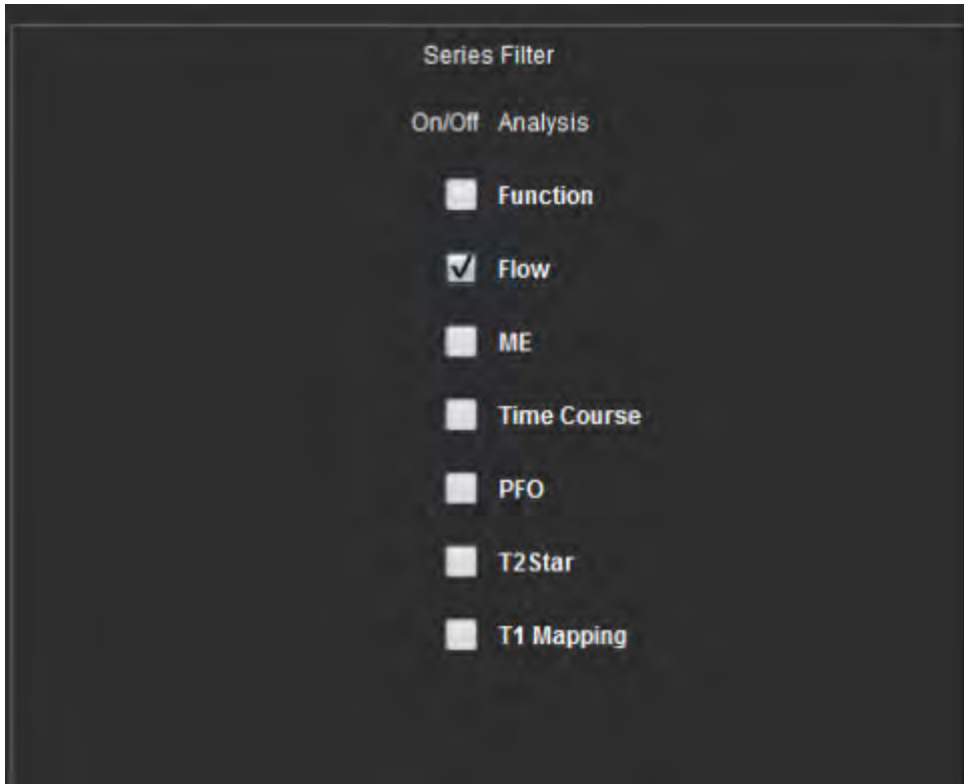 Series Filter
On/Off Analysis
Function
Flow
ME
Time Course
PFO
T2Star
T1 Mapping